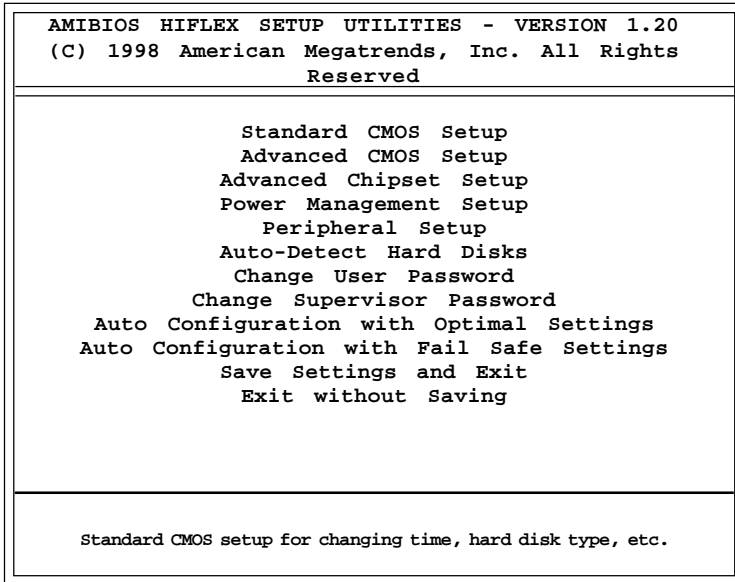 AMIBIOS HIFLEX SETUP UTILITIES - VERSION 1.20
(C) 1998 American Megatrends, Inc. All Rights
Reserved
Standard CMOS Setup
Advanced CMOS Setup
Advanced Chipset Setup
Power Management Setup
Peripheral Setup
Auto-Detect Hard Disks
Change User Password
Change Supervisor Password
Auto Configuration with Optimal Settings
Auto Configuration with Fail Safe Settings
Save Settings and Exit
Exit without Saving
Standard CMOS setup for changing time, hard disk type, etc.